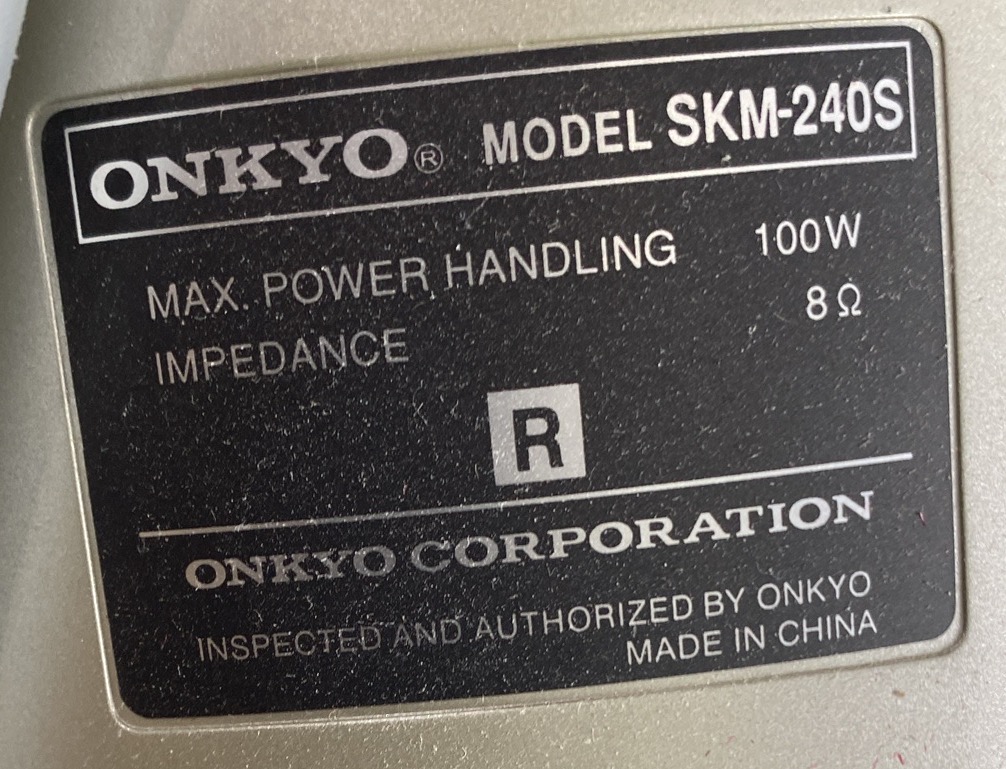 ONKYO® MODEL SKM-240S
MAX. POWER HANDLING 100W
IMPEDANCE 8Ω
R
ONKYO CORPORATION
INSPECTED AND AUTHORIZED BY ONKYO
MADE IN CHINA